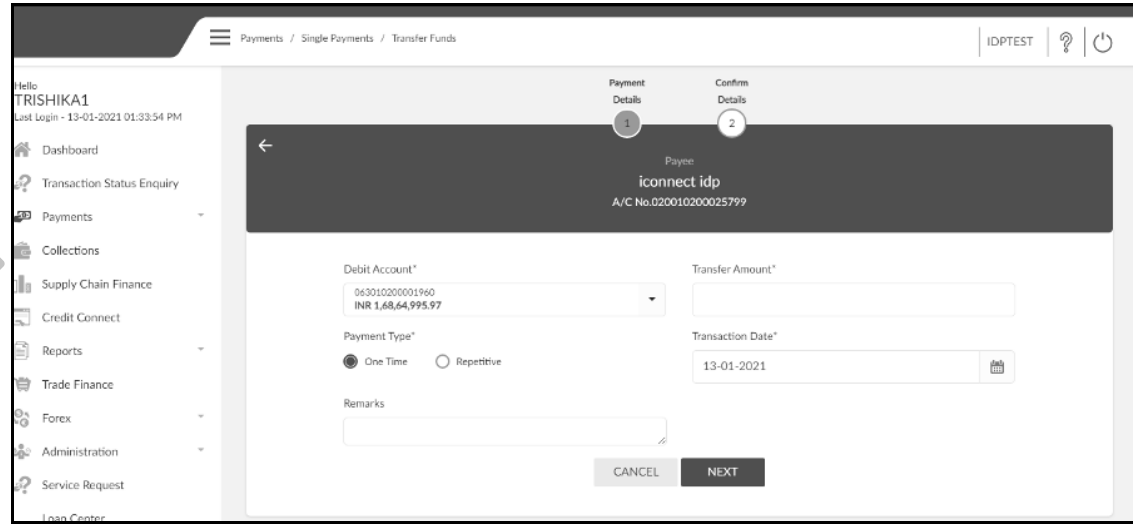 Payments / Single Payments / Transfer Funds
IDPTEST
Hello
TRISHIKA1
Last Login - 13-01-2021 01:33:54 PM
Dashboard
Transaction Status Enquiry
Payments
Collections
Supply Chain Finance
Credit Connect
Reports
Trade Finance
Forex
Administration
Service Request
Loan Center
Payment Details
1
Confirm Details
2
Payee
iconnect idp
A/C No.020010200025799
Debit Account*
063010200001960
INR 1,68,64,995.97
Transfer Amount*
Payment Type*
One Time Repetitive
Transaction Date*
13-01-2021
Remarks
CANCEL NEXT